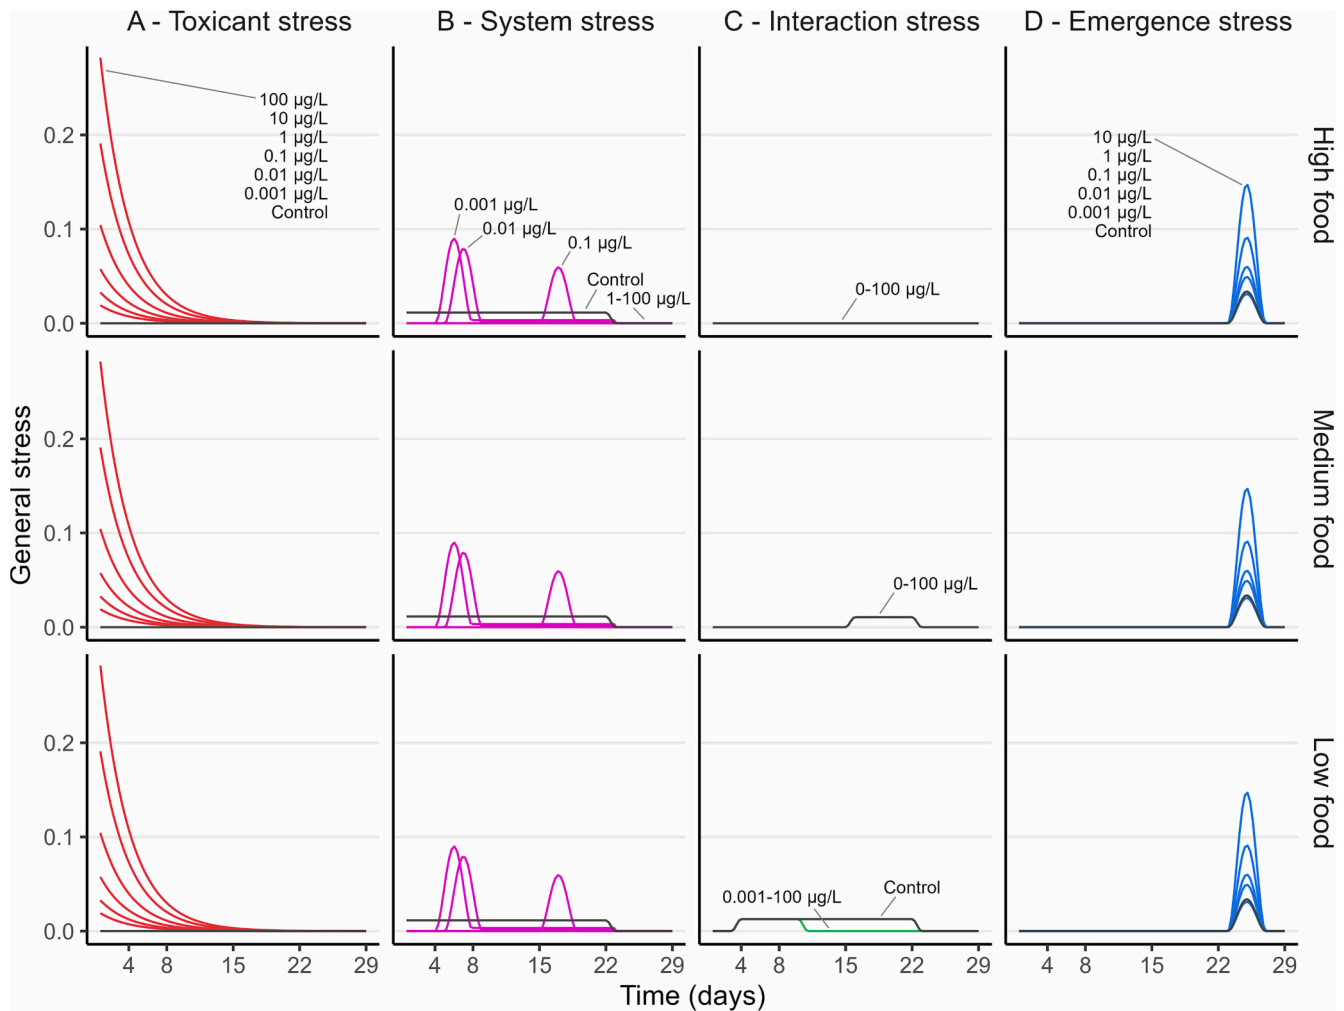 A - Toxicant stress
B - System stress
C - Interaction stress
D - Emergence stress
General stress
0.2
0.1
0.0
100 µg/L
10 µg/L
1 µg/L
0.1 µg/L
0.01 µg/L
0.001 µg/L
Control
0.001 µg/L
0.01 µg/L
0.1 µg/L
Control
1-100 µg/L
0-100 µg/L
10 µg/L
1 µg/L
0.1 µg/L
0.01 µg/L
0.001 µg/L
Control
High food
0.2
0.1
0.0
0-100 µg/L
Medium food
0.2
0.1
0.0
0.001-100 µg/L
Control
Low food
4 8 15 22 29
4 8 15 22 29
4 8 15 22 29
4 8 15 22 29
Time (days)